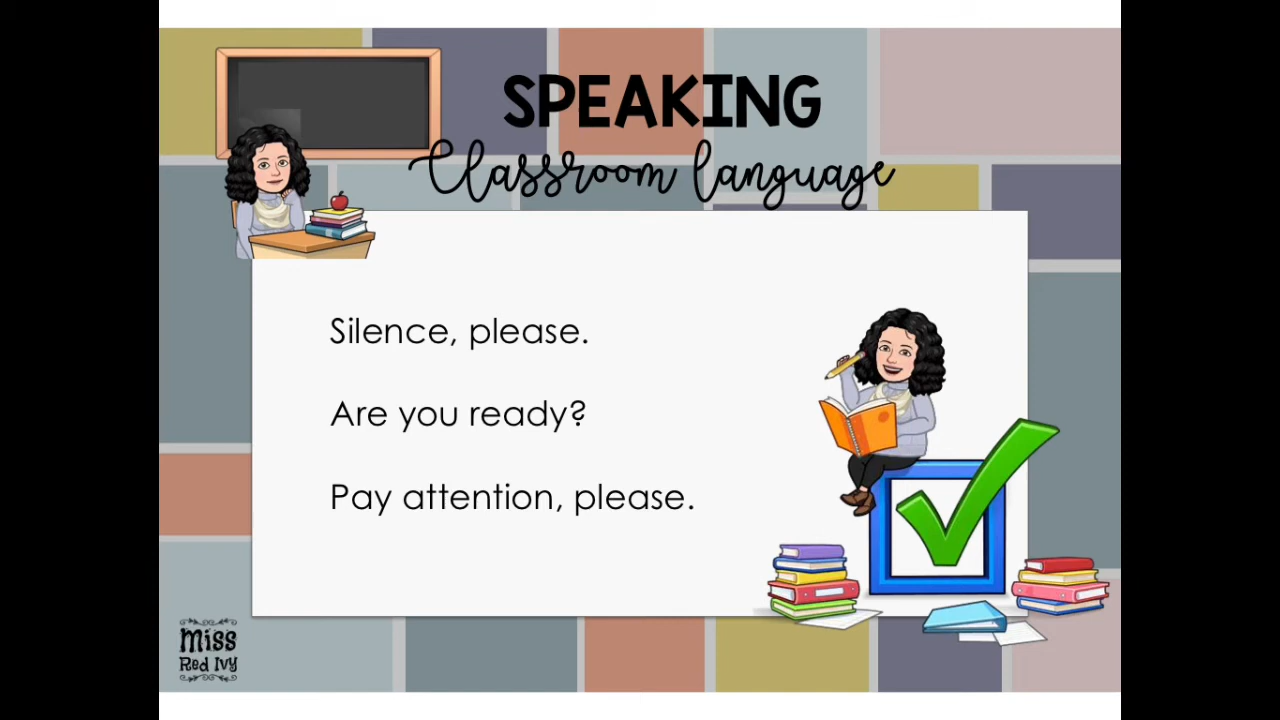 SPEAKING
Classroom language
Silence, please.
Are you ready?
Pay attention, please.
Miss
Red Ivy